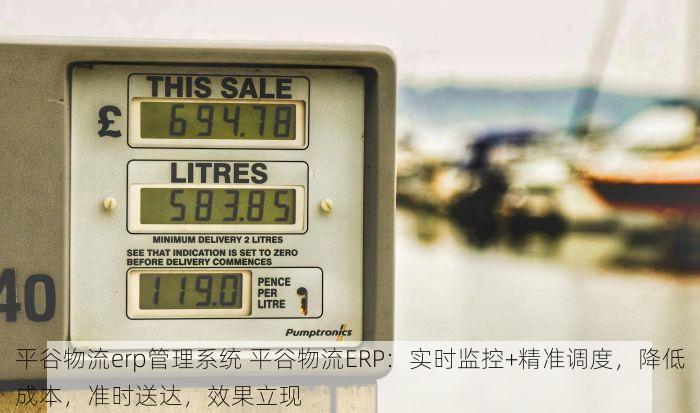 THIS SALE
£ 694.78
LITRES
583.85
MINIMUM DELIVERY 2 LITRES
SEE THAT INDICATION IS SET TO ZERO
BEFORE DELIVERY COMMENCES
119.0
PENCE
PER
LITRE
40
Pumptronics
平谷物流erp管理系统 平谷物流ERP：实时监控+精准调度，降低
成本，准时送达，效果立现